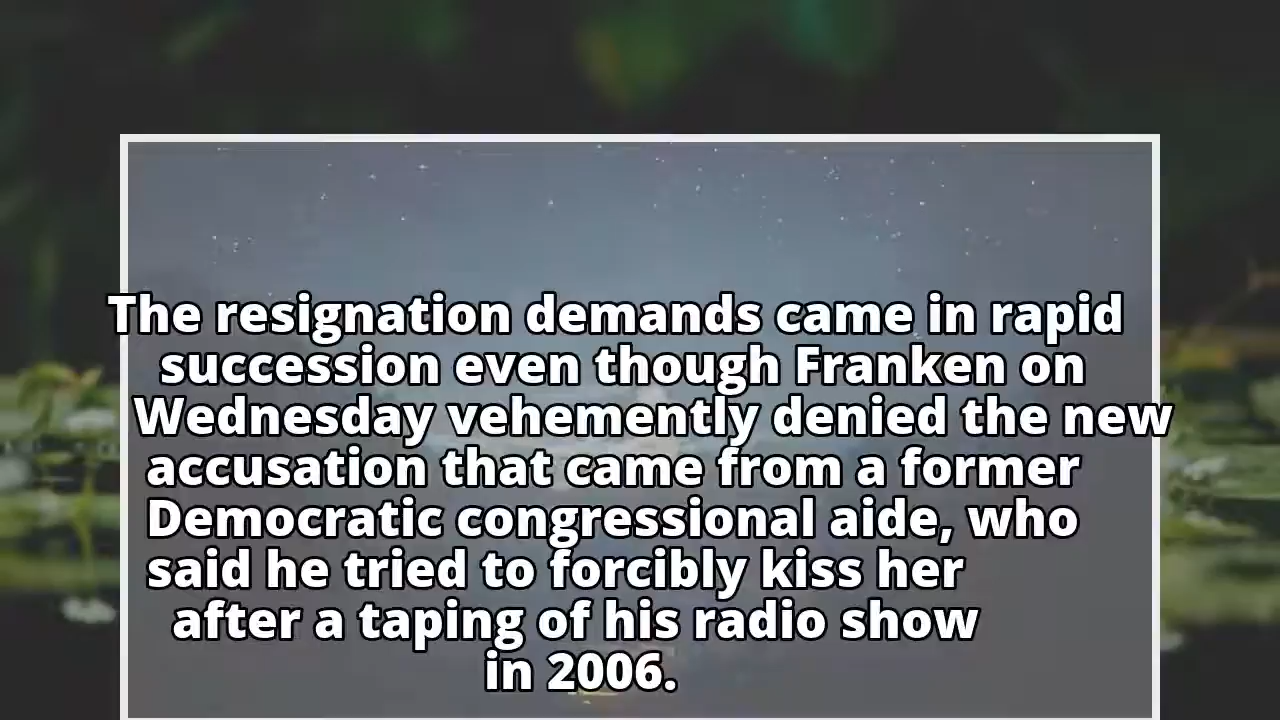 The resignation demands came in rapid
succession even though Franken on
Wednesday vehemently denied the new
accusation that came from a former
Democratic congressional aide, who
said he tried to forcibly kiss her
after a taping of his radio show
in 2006.